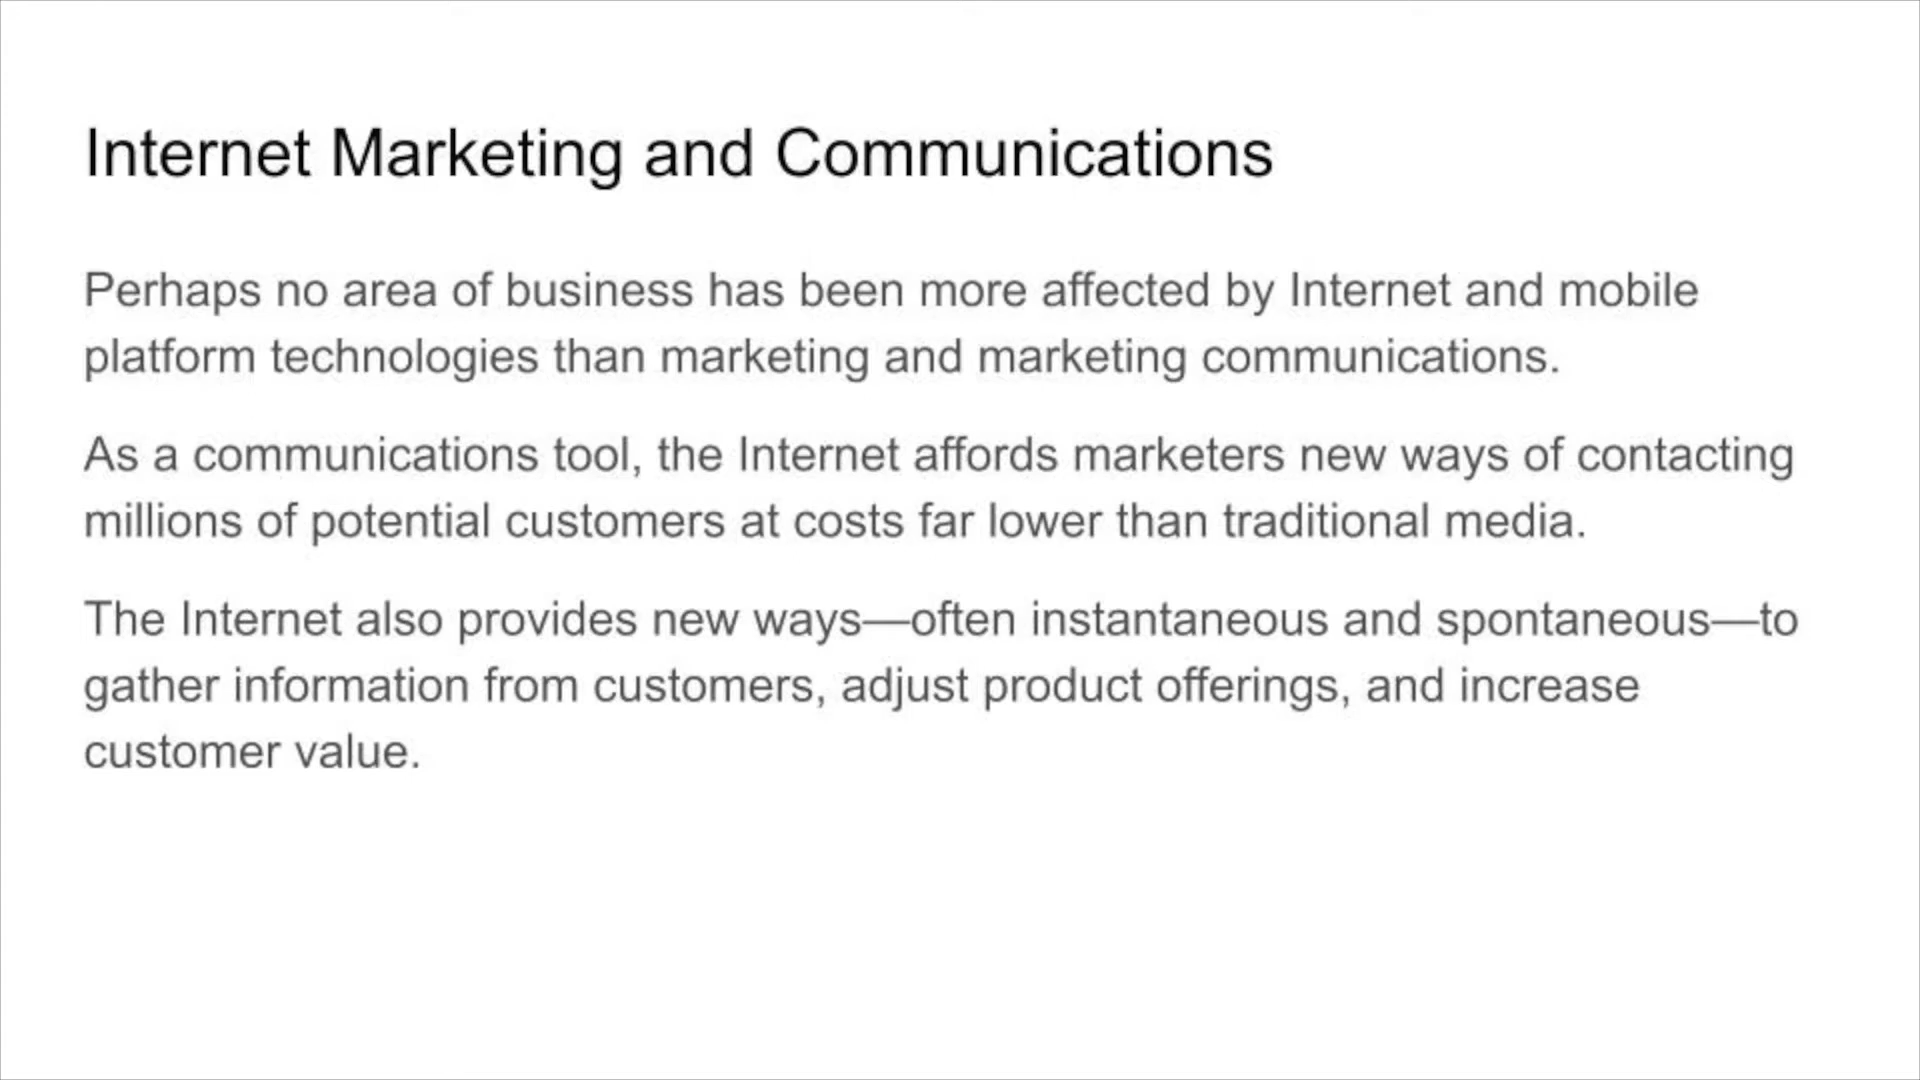 Internet Marketing and Communications
Perhaps no area of business has been more affected by Internet and mobile
platform technologies than marketing and marketing communications.
As a communications tool, the Internet affords marketers new ways of contacting
millions of potential customers at costs far lower than traditional media.
The Internet also provides new ways—often instantaneous and spontaneous—to
gather information from customers, adjust product offerings, and increase
customer value.